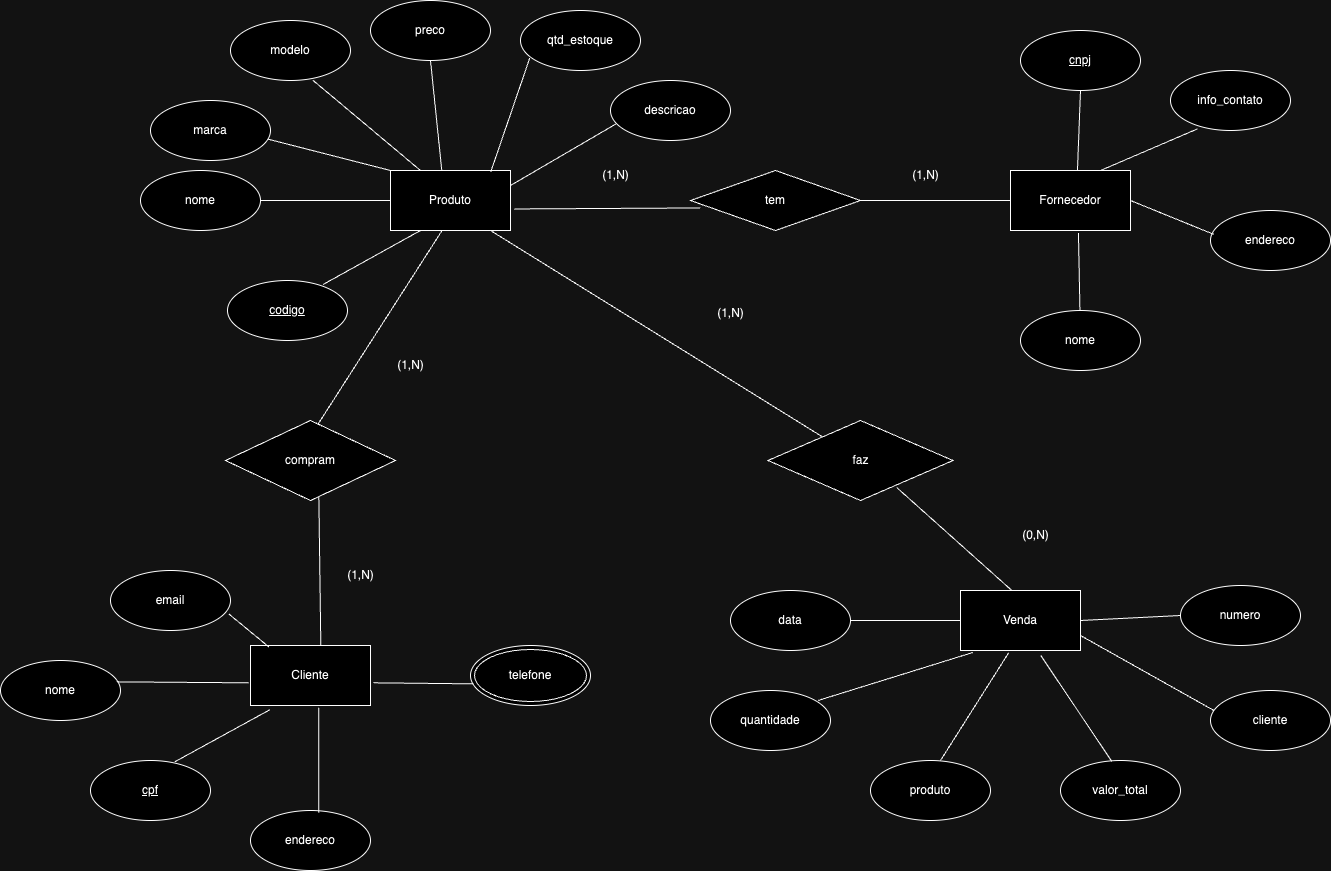 preco
modelo
qtd_estoque
cnpj
info_contato
descricao
marca
(1,N)
(1,N)
nome
Produto
tem
Fornecedor
endereco
codigo
(1,N)
nome
(1,N)
compram
faz
(0,N)
(1,N)
email
data
Venda
numero
Cliente
telefone
nome
quantidade
cliente
cpf
produto
valor_total
endereco